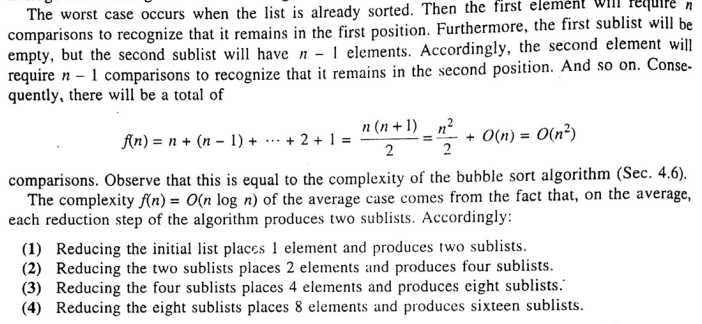 The worst case occurs when the list is already sorted. Then the first element will require n
comparisons to recognize that it remains in the first position. Furthermore, the first sublist will be
empty, but the second sublist will have n − 1 elements. Accordingly, the second element will
require n − 1 comparisons to recognize that it remains in the second position. And so on. Conse-
quently, there will be a total of
f(n) = n + (n − 1) + ··· + 2 + 1 = n (n + 1) / 2 = n² / 2 + O(n) = O(n²)
comparisons. Observe that this is equal to the complexity of the bubble sort algorithm (Sec. 4.6).
The complexity f(n) = O(n log n) of the average case comes from the fact that, on the average,
each reduction step of the algorithm produces two sublists. Accordingly:
(1) Reducing the initial list places 1 element and produces two sublists.
(2) Reducing the two sublists places 2 elements and produces four sublists.
(3) Reducing the four sublists places 4 elements and produces eight sublists.
(4) Reducing the eight sublists places 8 elements and produces sixteen sublists.